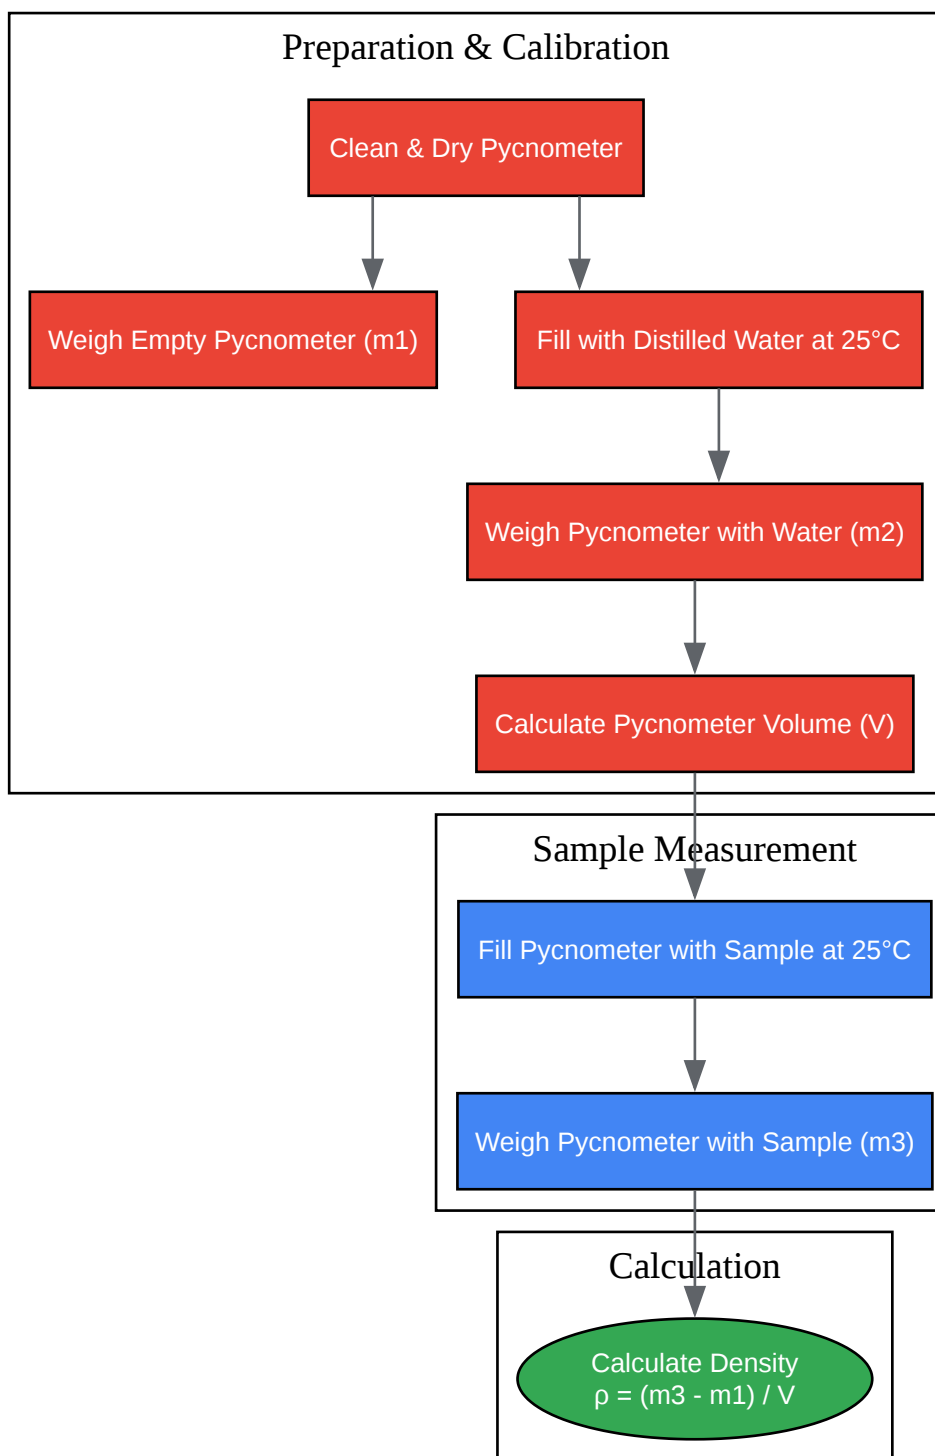 Preparation & Calibration
Clean & Dry Pycnometer
Weigh Empty Pycnometer (m1)
Fill with Distilled Water at 25°C
Weigh Pycnometer with Water (m2)
Calculate Pycnometer Volume (V)
Sample Measurement
Fill Pycnometer with Sample at 25°C
Weigh Pycnometer with Sample (m3)
Calculation
Calculate Density
ρ = (m3 - m1) / V